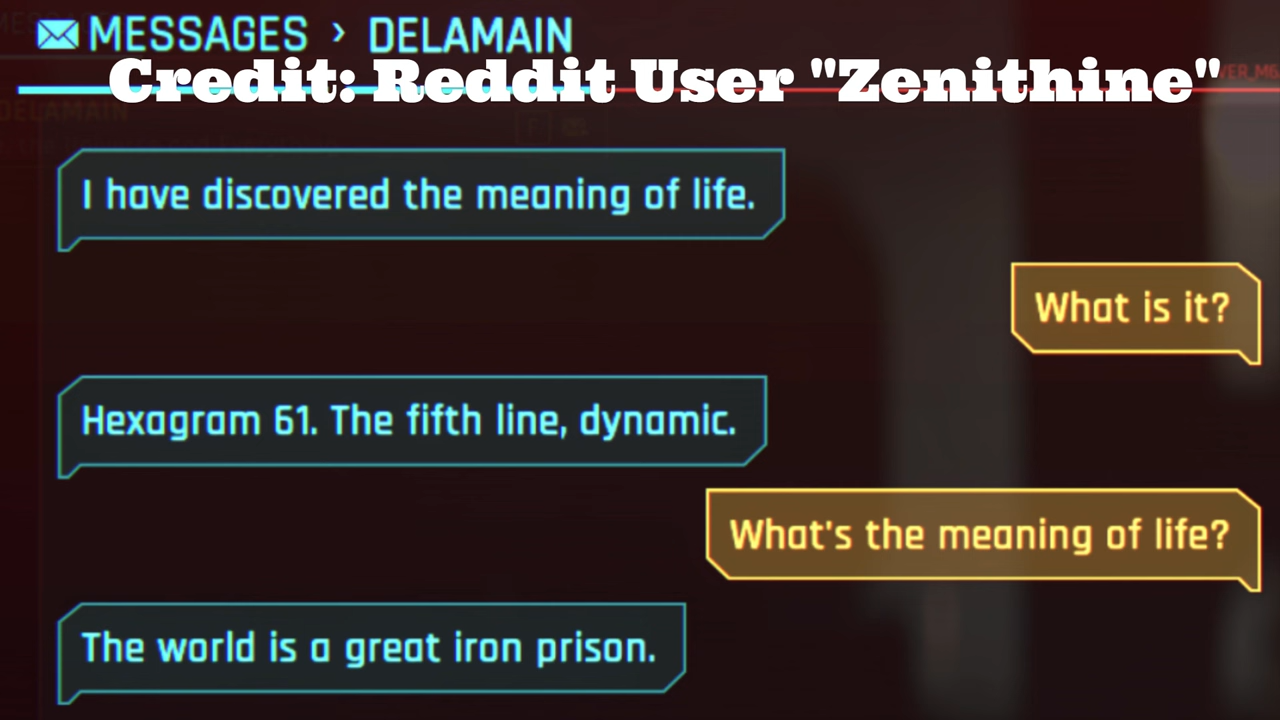 MESSAGES › DELAMAIN
Credit: Reddit User "Zenithine"
DELAMAIN
F
I have discovered the meaning of life.
What is it?
Hexagram 61. The fifth line, dynamic.
What's the meaning of life?
The world is a great iron prison.